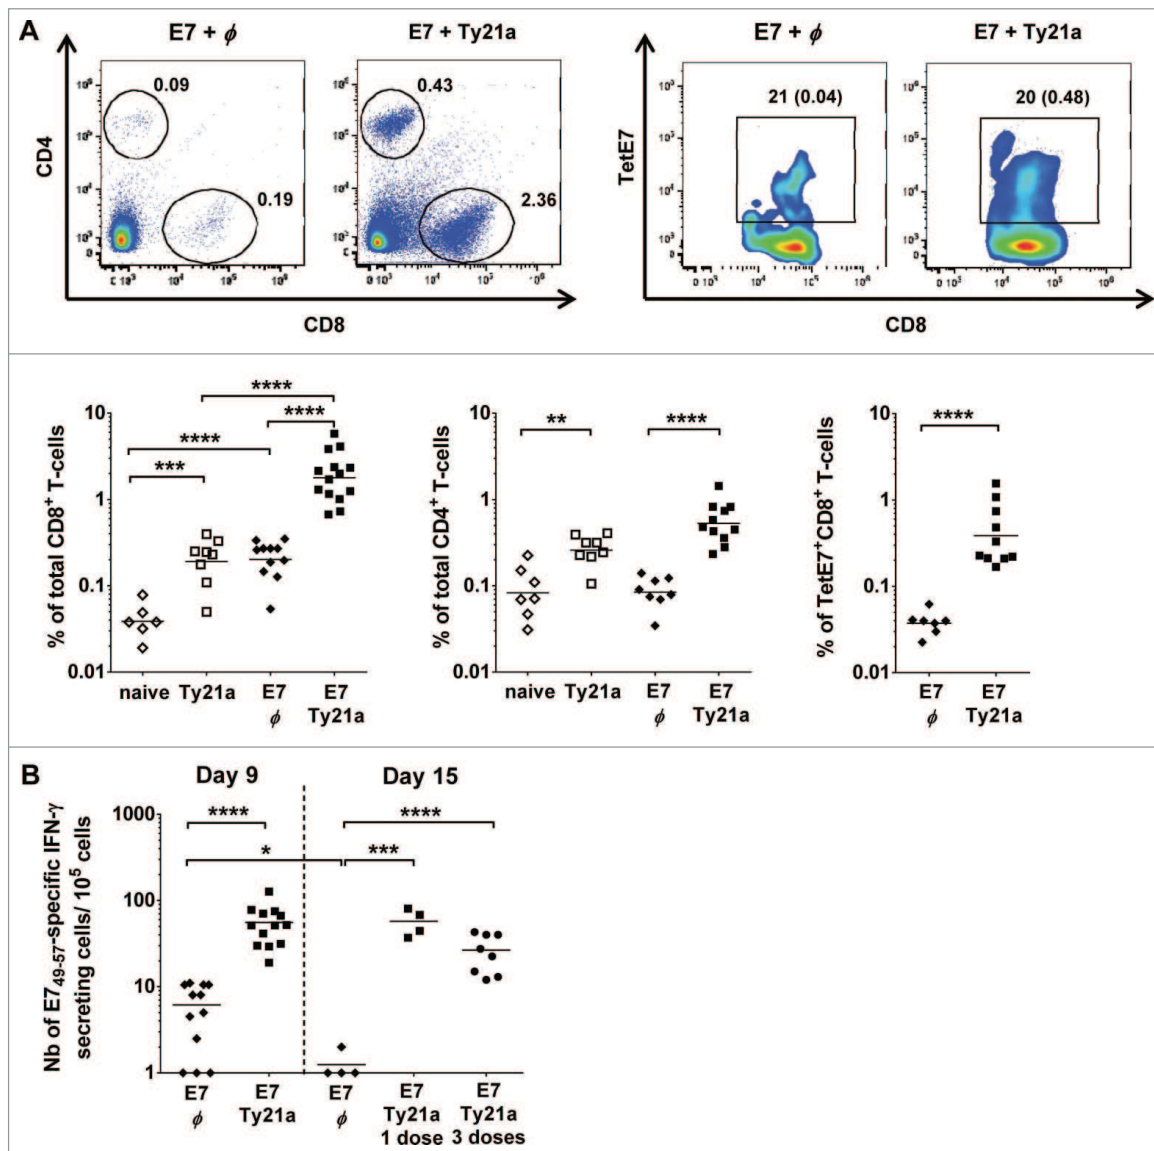 A
E7 + ϕ
E7 + Ty21a
E7 + ϕ
E7 + Ty21a
CD4
0.09
0.19
0.43
2.36
CD8
TetE7
21 (0.04)
20 (0.48)
CD8
% of total CD8+ T-cells
10
1
0.1
0.01
****
****
****
***
naive
Ty21a
E7
ϕ
E7
Ty21a
% of total CD4+ T-cells
10
1
0.1
0.01
**
****
naive
Ty21a
E7
ϕ
E7
Ty21a
% of TetE7+CD8+ T-cells
10
1
0.1
0.01
****
E7
ϕ
E7
Ty21a
B
Day 9
Day 15
Nb of E749-57-specific IFN-γ
secreting cells/ 10⁵ cells
1000
100
10
1
****
****
*
***
E7
ϕ
E7
Ty21a
E7
ϕ
E7
Ty21a
1 dose
E7
Ty21a
3 doses